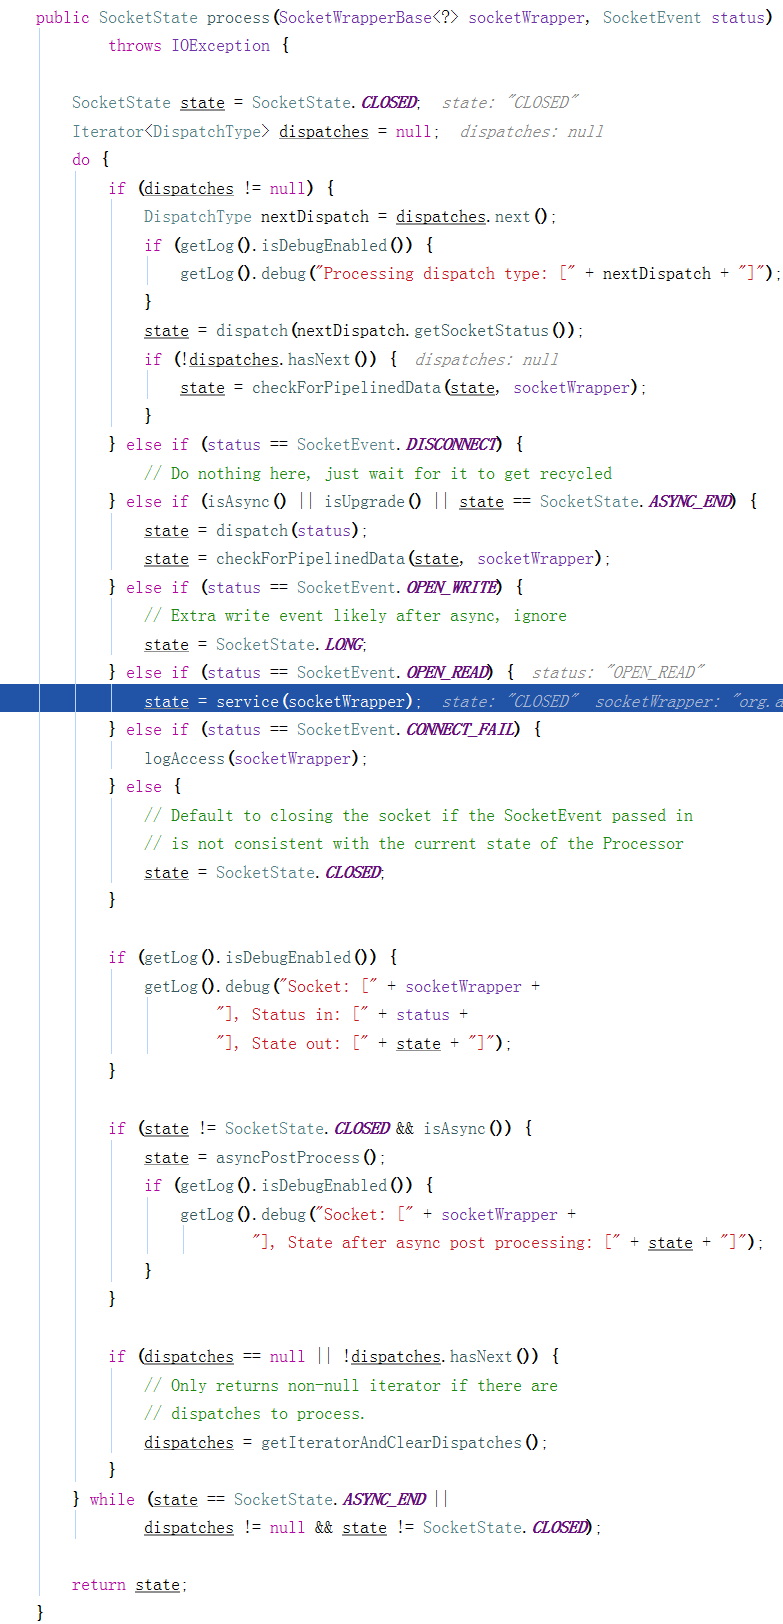 public SocketState process(SocketWrapperBase<?> socketWrapper, SocketEvent status)
throws IOException {
SocketState state = SocketState.CLOSED; state: "CLOSED"
Iterator<DispatchType> dispatches = null; dispatches: null
do {
if (dispatches != null) {
DispatchType nextDispatch = dispatches.next();
if (getLog().isDebugEnabled()) {
getLog().debug("Processing dispatch type: [" + nextDispatch + "]");
}
state = dispatch(nextDispatch.getSocketStatus());
if (!dispatches.hasNext()) { dispatches: null
state = checkForPipelinedData(state, socketWrapper);
}
} else if (status == SocketEvent.DISCONNECT) {
// Do nothing here, just wait for it to get recycled
} else if (isAsync() || isUpgrade() || state == SocketState.ASYNC_END) {
state = dispatch(status);
state = checkForPipelinedData(state, socketWrapper);
} else if (status == SocketEvent.OPEN_WRITE) {
// Extra write event likely after async, ignore
state = SocketState.LONG;
} else if (status == SocketEvent.OPEN_READ) { status: "OPEN_READ"
state = service(socketWrapper); state: "CLOSED" socketWrapper: "org.a
} else if (status == SocketEvent.CONNECT_FAIL) {
logAccess(socketWrapper);
} else {
// Default to closing the socket if the SocketEvent passed in
// is not consistent with the current state of the Processor
state = SocketState.CLOSED;
}
if (getLog().isDebugEnabled()) {
getLog().debug("Socket: [" + socketWrapper +
"], Status in: [" + status +
"], State out: [" + state + "]");
}
if (state != SocketState.CLOSED && isAsync()) {
state = asyncPostProcess();
if (getLog().isDebugEnabled()) {
getLog().debug("Socket: [" + socketWrapper +
"], State after async post processing: [" + state + "]");
}
}
if (dispatches == null || !dispatches.hasNext()) {
// Only returns non-null iterator if there are
// dispatches to process.
dispatches = getIteratorAndClearDispatches();
}
} while (state == SocketState.ASYNC_END ||
dispatches != null && state != SocketState.CLOSED);
return state;
}